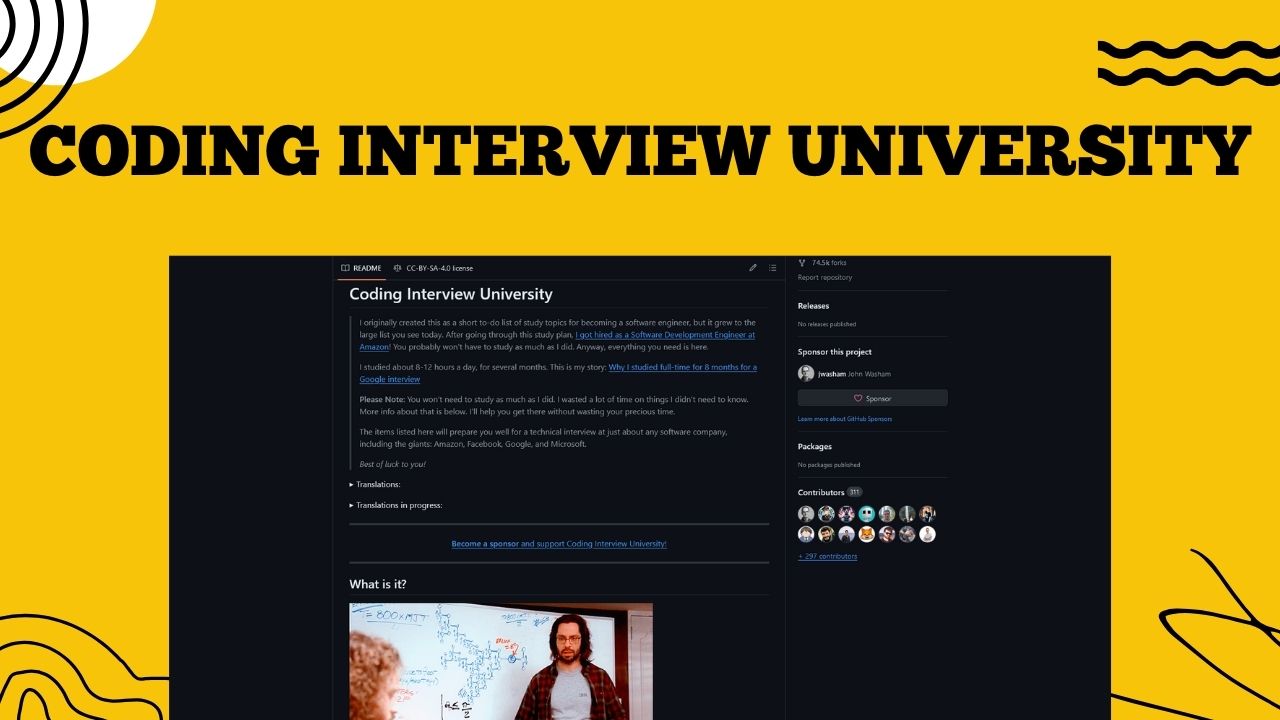 CODING INTERVIEW UNIVERSITY
README
CC-BY-SA-4.0 license
Coding Interview University
I originally created this as a short to-do list of study topics for becoming a software engineer, but it grew to the
large list you see today. After going through this study plan, I got hired as a Software Development Engineer at
Amazon! You probably won't have to study as much as I did. Anyway, everything you need is here.
I studied about 8-12 hours a day, for several months. This is my story: Why I studied full-time for 8 months for a
Google interview
Please Note: You won't need to study as much as I did. I wasted a lot of time on things I didn't need to know.
More info about that is below. I'll help you get there without wasting your precious time.
The items listed here will prepare you well for a technical interview at just about any software company,
including the giants: Amazon, Facebook, Google, and Microsoft.
Best of luck to you!
Translations:
Translations in progress:
Become a sponsor and support Coding Interview University!
What is it?
= 800x MJT
74.5k forks
Report repository
Releases
No releases published
Sponsor this project
jwasham John Washam
Sponsor
Learn more about GitHub Sponsors
Packages
No packages published
Contributors 311
+ 297 contributors